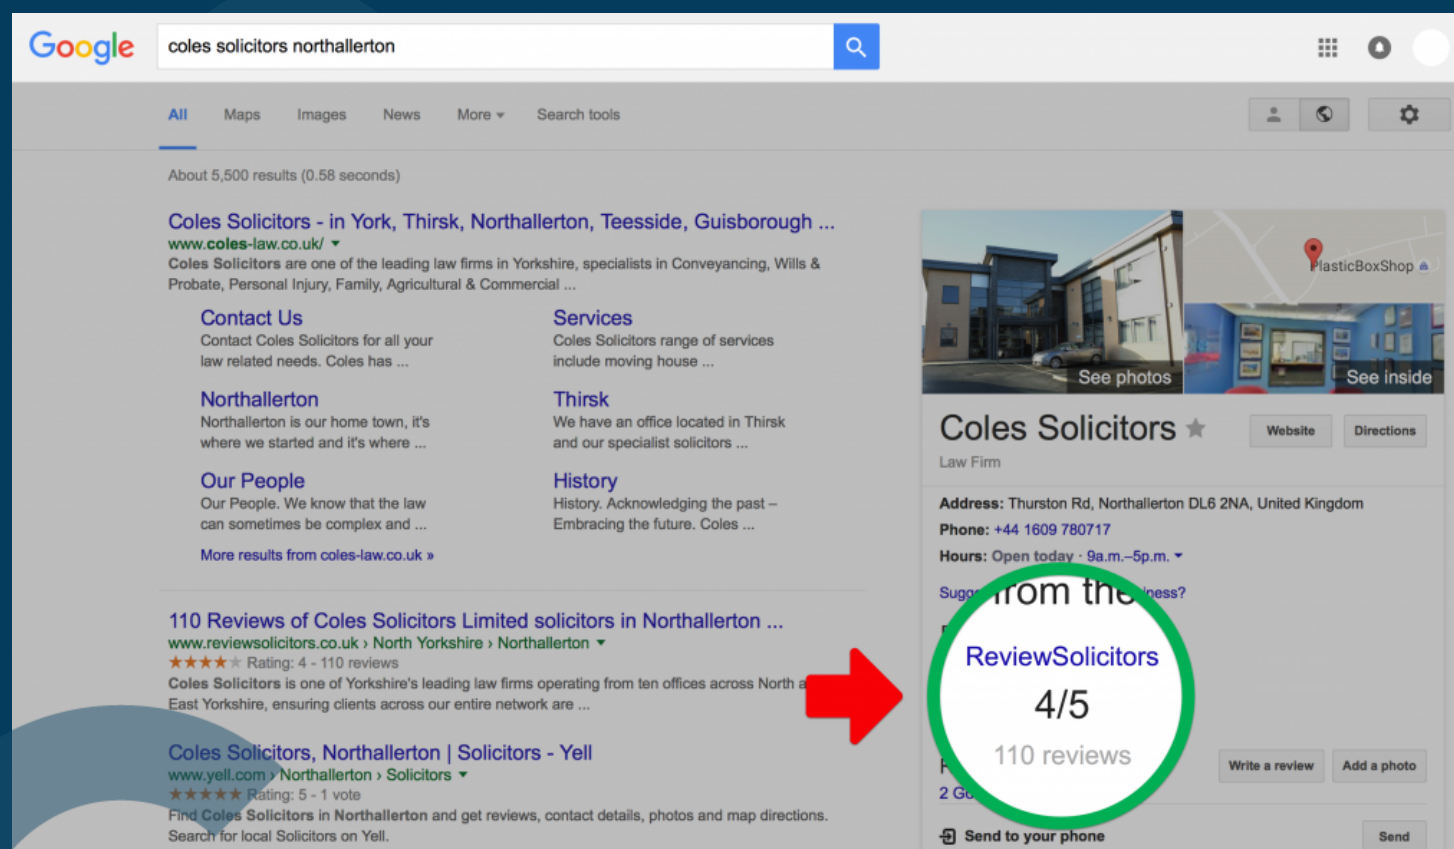 Google
coles solicitors northallerton
All Maps Images News More Search tools
About 5,500 results (0.58 seconds)
Coles Solicitors - in York, Thirsk, Northallerton, Teesside, Guisborough ...
www.coles-law.co.uk/
Coles Solicitors are one of the leading law firms in Yorkshire, specialists in Conveyancing, Wills &
Probate, Personal Injury, Family, Agricultural & Commercial ...
Contact Us
Contact Coles Solicitors for all your
law related needs. Coles has ...
Services
Coles Solicitors range of services
include moving house ...
Northallerton
Northallerton is our home town, it's
where we started and it's where ...
Thirsk
We have an office located in Thirsk
and our specialist solicitors ...
Our People
Our People. We know that the law
can sometimes be complex and ...
History
History. Acknowledging the past –
Embracing the future. Coles ...
More results from coles-law.co.uk »
110 Reviews of Coles Solicitors Limited solicitors in Northallerton ...
www.reviewsolicitors.co.uk › North Yorkshire › Northallerton
Rating: 4 - 110 reviews
Coles Solicitors is one of Yorkshire's leading law firms operating from ten offices across North
East Yorkshire, ensuring clients across our entire network are ...
Coles Solicitors, Northallerton | Solicitors - Yell
www.yell.com › Northallerton › Solicitors
Rating: 5 - 1 vote
Find Coles Solicitors in Northallerton and get reviews, contact details, photos and map directions.
Search for local Solicitors on Yell.
PlasticBoxShop
See photos
See inside
Coles Solicitors
Website
Directions
Law Firm
Address: Thurston Rd, Northallerton DL6 2NA, United Kingdom
Phone: +44 1609 780717
Hours: Open today · 9a.m.–5p.m.
from the
ReviewSolicitors
4/5
110 reviews
Write a review
Add a photo
Send to your phone
Send